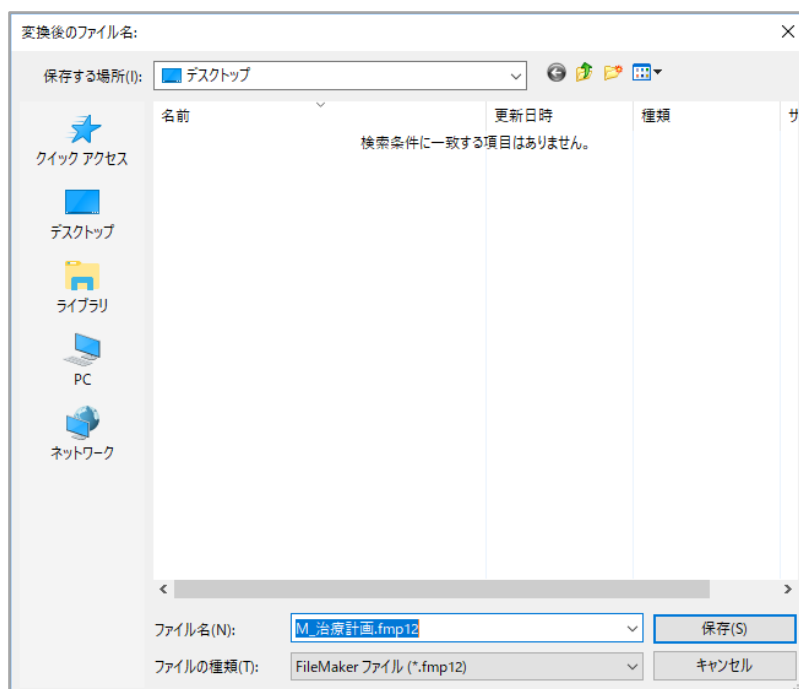 変換後のファイル名:
保存する場所(I):
デスクトップ
名前
更新日時
種類
サ
検索条件に一致する項目はありません。
クイック アクセス
デスクトップ
ライブラリ
PC
ネットワーク
ファイル名(N):
M_治療計画.fmp12
保存(S)
ファイルの種類(T):
FileMaker ファイル (*.fmp12)
キャンセル